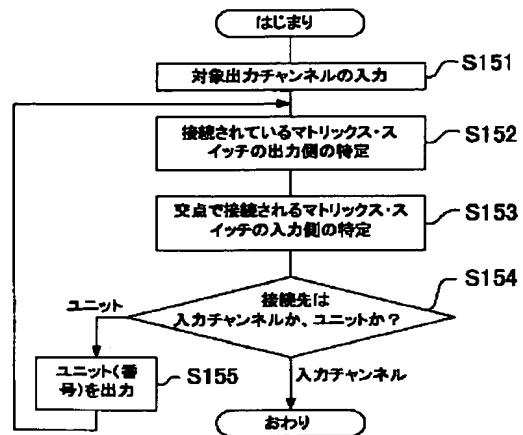 はじまり
対象出力チャンネルの入力
S151
接続されているマトリックス・ス
イッチの出力側の特定
S152
交点で接続されるマトリックス・ス
イッチの入力側の特定
S153
接続先は
入力チャンネルか、ユニットか?
S154
ユニット
ユニット(番
号)を出力
S155
入力チャンネル
おわり